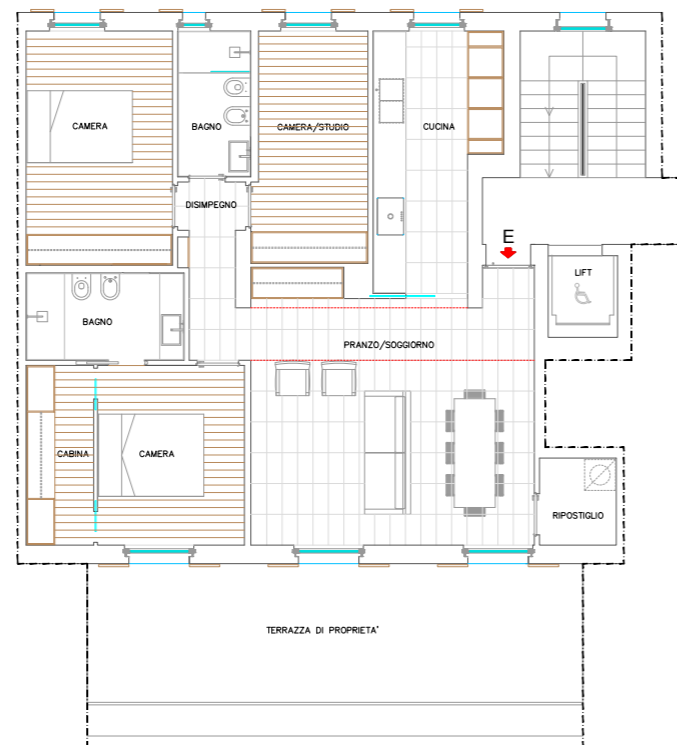 CAMERA
BAGNO
CAMERA/STUDIO
CUCINA
DISIMPEGNO
E
LIFT
BAGNO
PRANZO/SOGGIORNO
CABINA
CAMERA
RIPOSTIGLIO
TERRAZZA DI PROPRIETA'